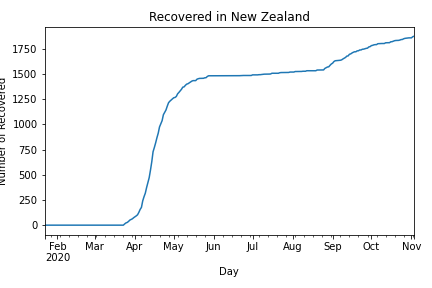 Recovered in New Zealand
Number of Recovered
1750
1500
1250
1000
750
500
250
0
Feb Mar Apr May Jun Jul Aug Sep Oct Nov
2020
Day